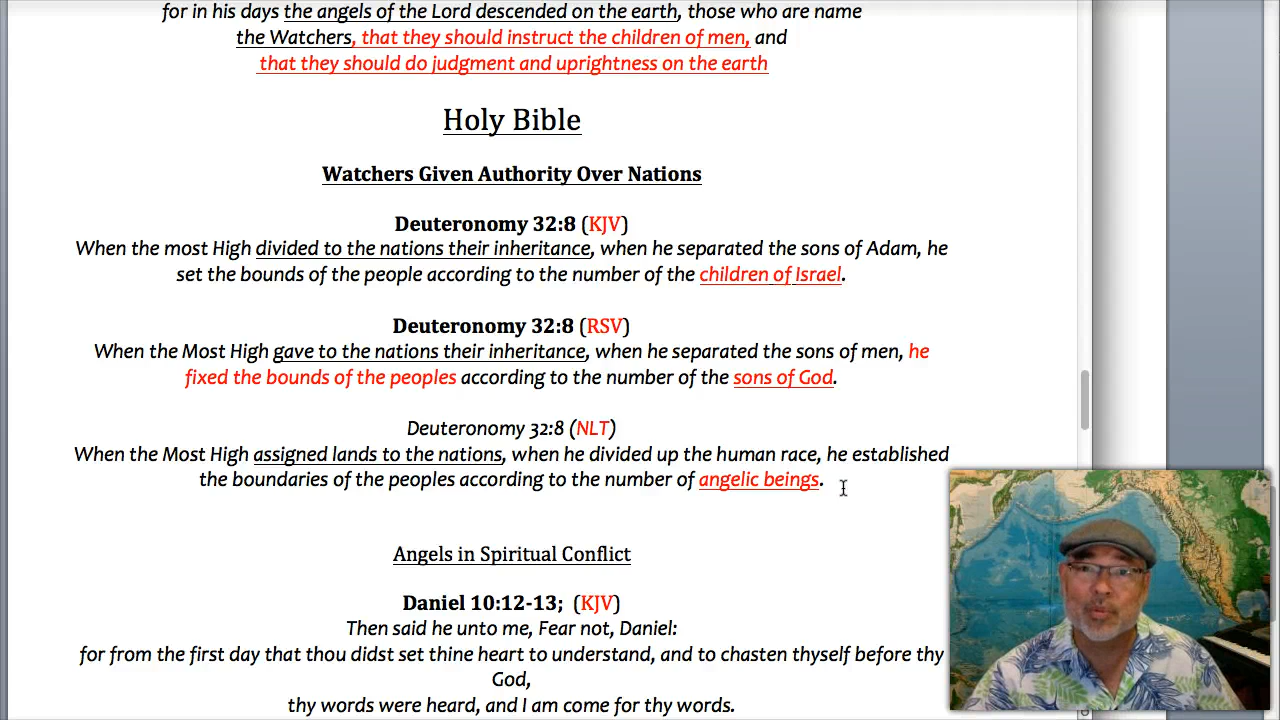 for in his days the angels of the Lord descended on the earth, those who are name
the Watchers, that they should instruct the children of men, and
that they should do judgment and uprightness on the earth
Holy Bible
Watchers Given Authority Over Nations
Deuteronomy 32:8 (KJV)
When the most High divided to the nations their inheritance, when he separated the sons of Adam, he
set the bounds of the people according to the number of the children of Israel.
Deuteronomy 32:8 (RSV)
When the Most High gave to the nations their inheritance, when he separated the sons of men, he
fixed the bounds of the peoples according to the number of the sons of God.
Deuteronomy 32:8 (NLT)
When the Most High assigned lands to the nations, when he divided up the human race, he established
the boundaries of the peoples according to the number of angelic beings.
Angels in Spiritual Conflict
Daniel 10:12-13; (KJV)
Then said he unto me, Fear not, Daniel:
for from the first day that thou didst set thine heart to understand, and to chasten thyself before thy
God,
thy words were heard, and I am come for thy words.